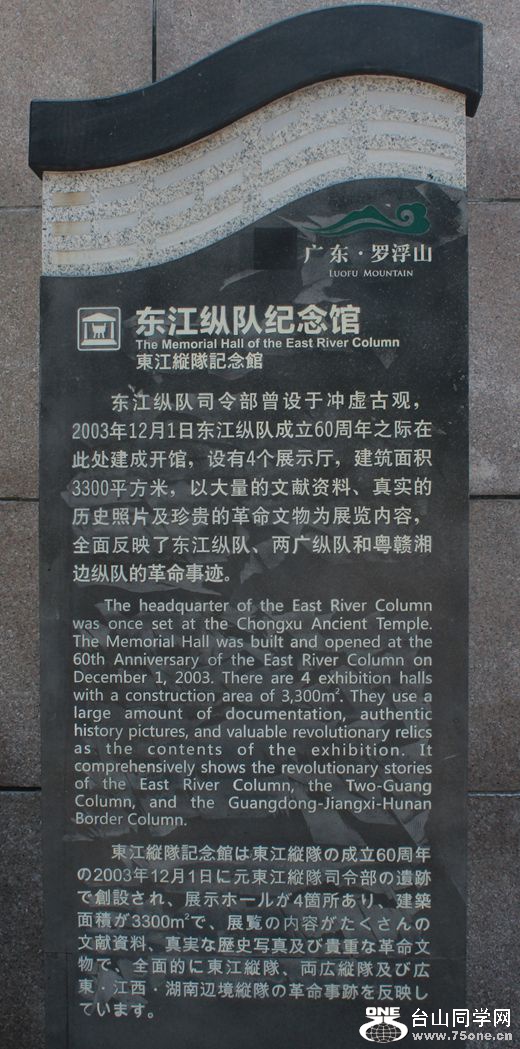 广东·罗浮山
LUOFU MOUNTAIN
东江纵队纪念馆
The Memorial Hall of the East River Column
東江縦隊記念館
东江纵队司令部曾设于冲虚古观，
2003年12月1日东江纵队成立60周年之际在
此处建成开馆，设有4个展示厅，建筑面积
3300平方米，以大量的文献资料、真实的
历史照片及珍贵的革命文物为展览内容，
全面反映了东江纵队、两广纵队和粤赣湘
边纵队的革命事迹。
The headquarter of the East River Column
was once set at the Chongxu Ancient Temple.
The Memorial Hall was built and opened at the
60th Anniversary of the East River Column on
December 1, 2003. There are 4 exhibition halls
with a construction area of 3,300m². They use a
large amount of documentation, authentic
history pictures, and valuable revolutionary relics
as the contents of the exhibition. It
comprehensively shows the revolutionary stories
of the East River Column, the Two-Guang
Column, and the Guangdong-Jiangxi-Hunan
Border Column.
東江縦隊記念館は東江縦隊の成立60周年
の2003年12月1日に元東江縦隊司令部の遺跡
で創設され、展示ホールが4箇所あり、建築
面積が3300m²で、展覧の内容がたくさんの
文献資料、真実な歴史写真及び貴重な革命文
物で、全面的に東江縦隊、両広縦隊及び広
東·江西·湖南辺境縦隊の革命事跡を反映し
ています。
ONE
台山同学网
www.75one.cn